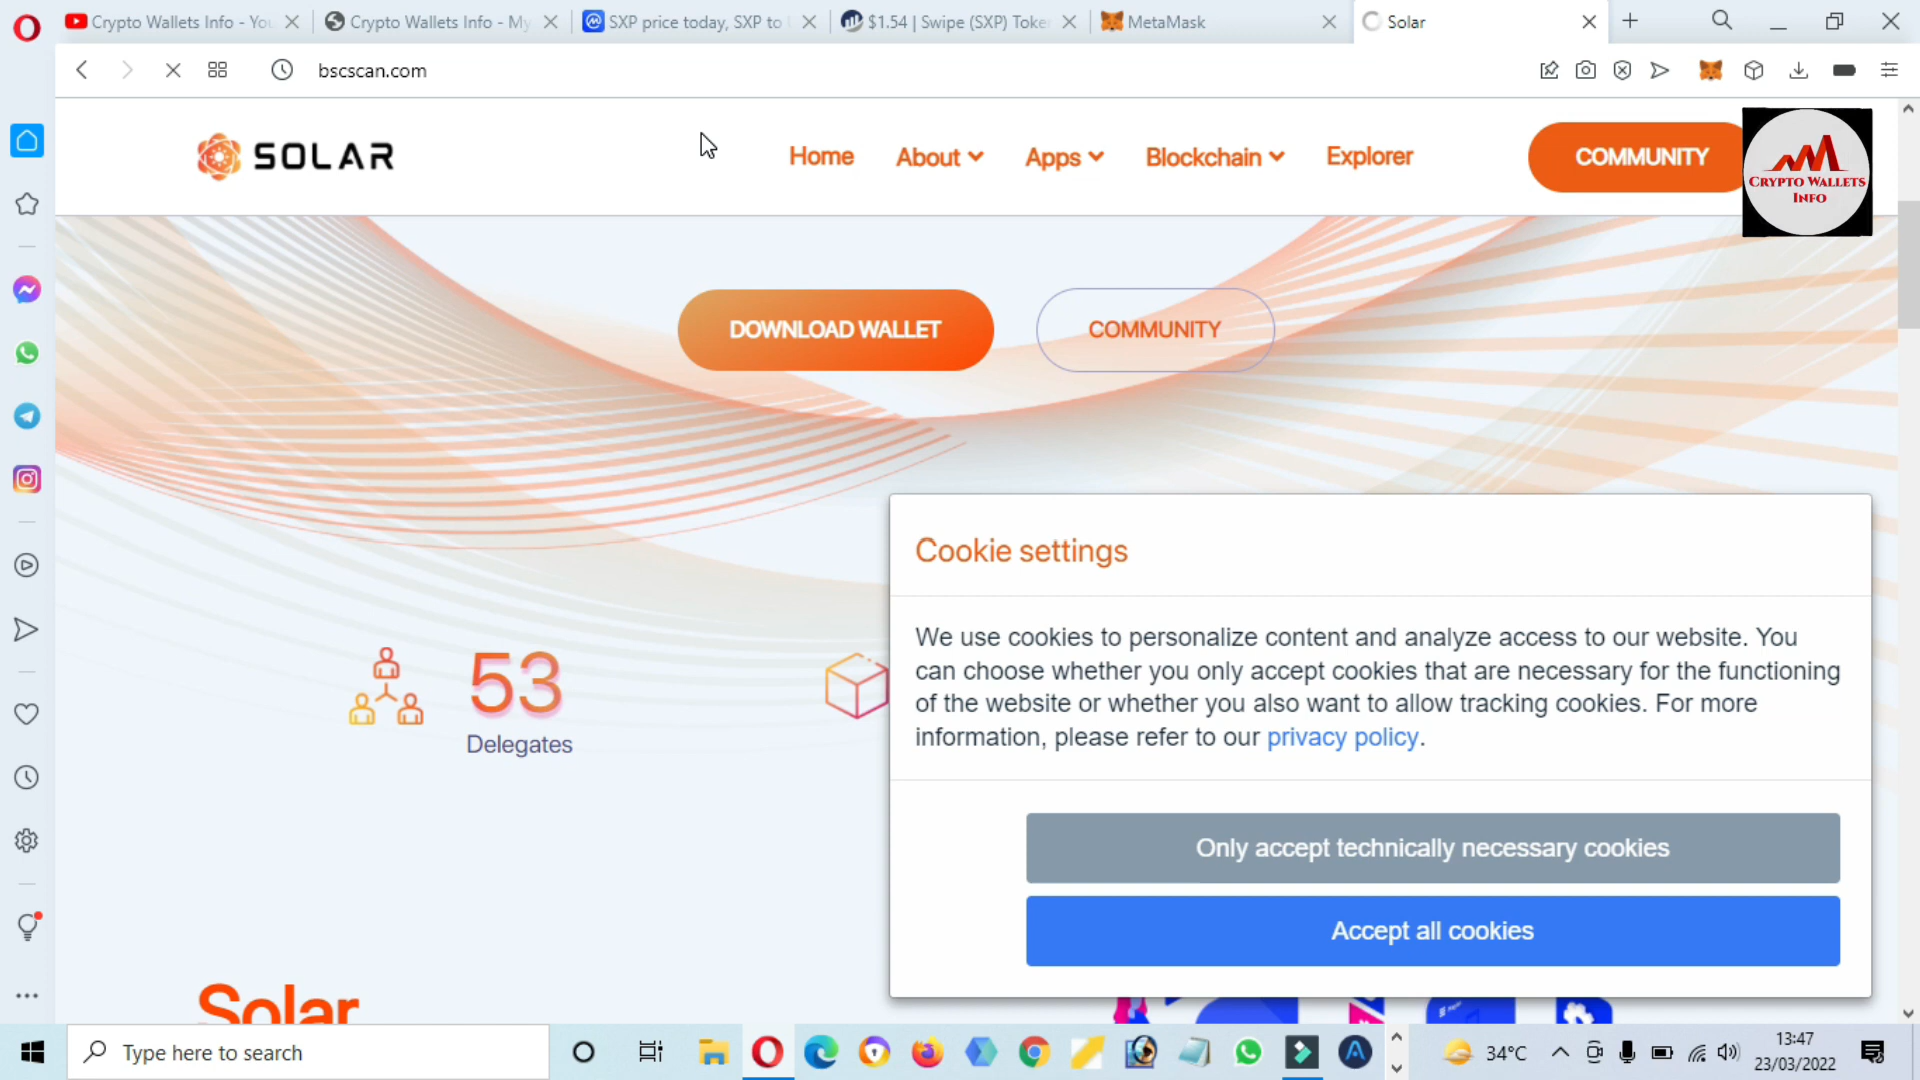 Crypto Wallets Info - You
Crypto Wallets Info - My
SXP price today, SXP to
$1.54 | Swipe (SXP) Toke
MetaMask
Solar
bscscan.com
SOLAR
Home
About
Apps
Blockchain
Explorer
COMMUNITY
CRYPTO WALLETS
INFO
DOWNLOAD WALLET
COMMUNITY
53
Delegates
Cookie settings
We use cookies to personalize content and analyze access to our website. You
can choose whether you only accept cookies that are necessary for the functioning
of the website or whether you also want to allow tracking cookies. For more
information, please refer to our privacy policy.
Only accept technically necessary cookies
Accept all cookies
Solar
Type here to search
34°C
13:47
23/03/2022